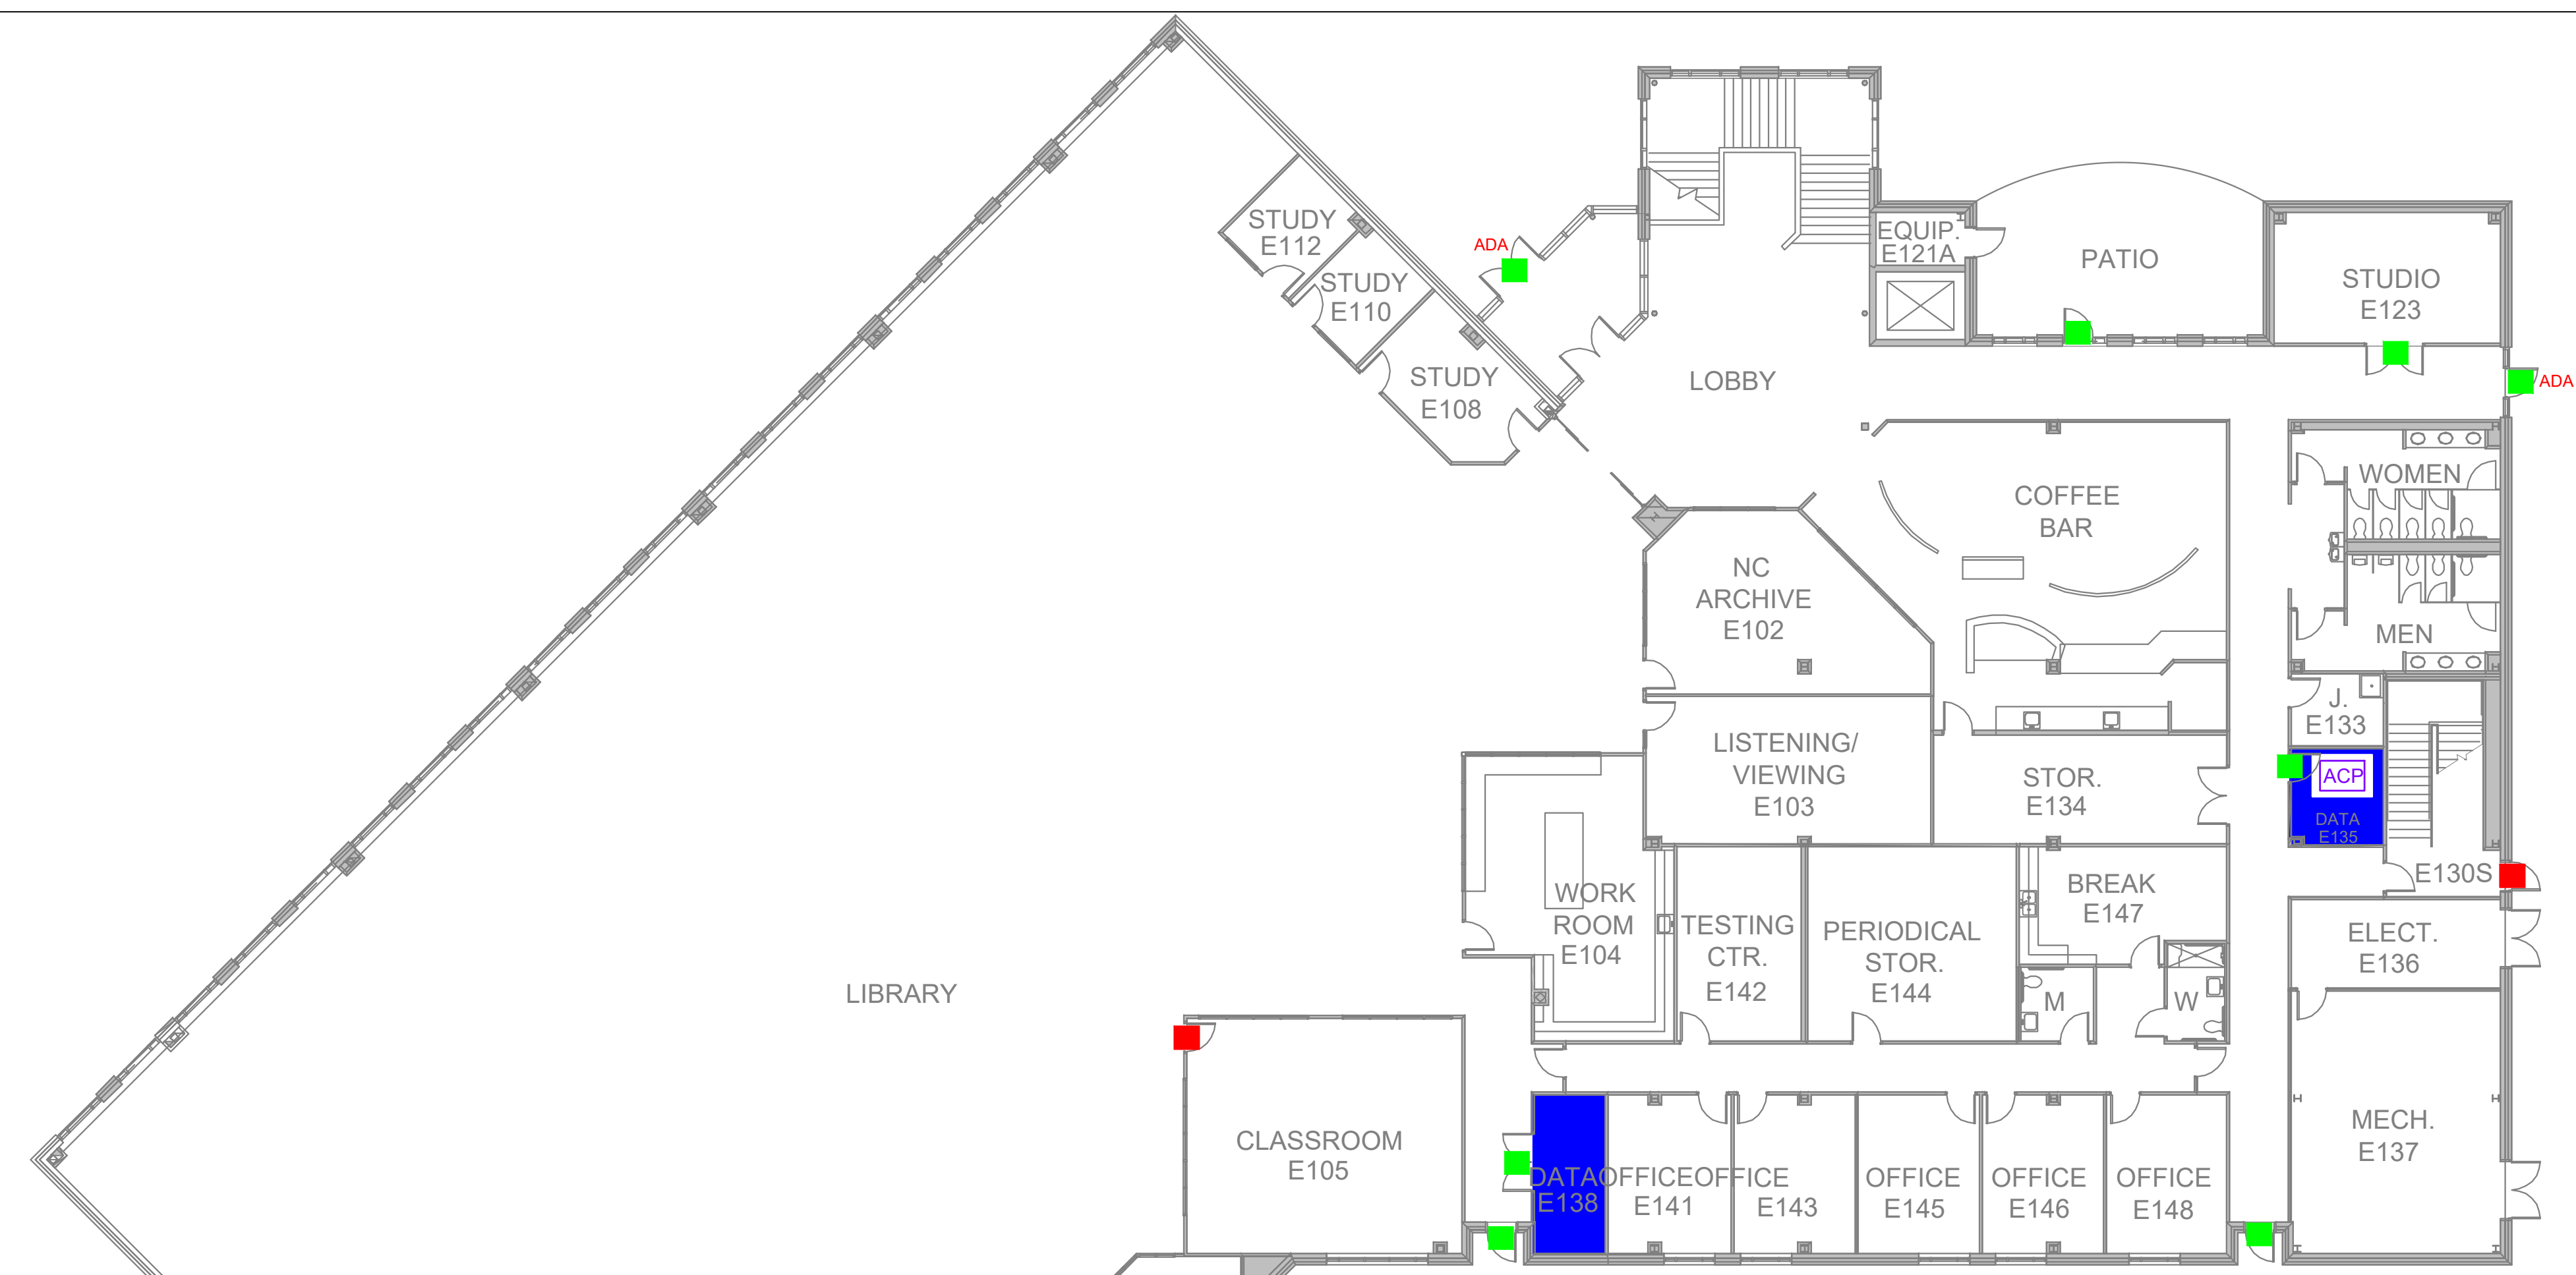 STUDY
E112
STUDY
E110
STUDY
E108
ADA
LOBBY
EQUIP.
E121A
PATIO
STUDIO
E123
ADA
WOMEN
COFFEE
BAR
MEN
NC
ARCHIVE
E102
J.
E133
LISTENING/
VIEWING
E103
STOR.
E134
ACP
DATA
E135
E130S
WORK
ROOM
E104
TESTING
CTR.
E142
PERIODICAL
STOR.
E144
BREAK
E147
M
W
ELECT.
E136
LIBRARY
CLASSROOM
E105
DATA
E138
OFFICE
E141
OFFICE
E143
OFFICE
E145
OFFICE
E146
OFFICE
E148
MECH.
E137